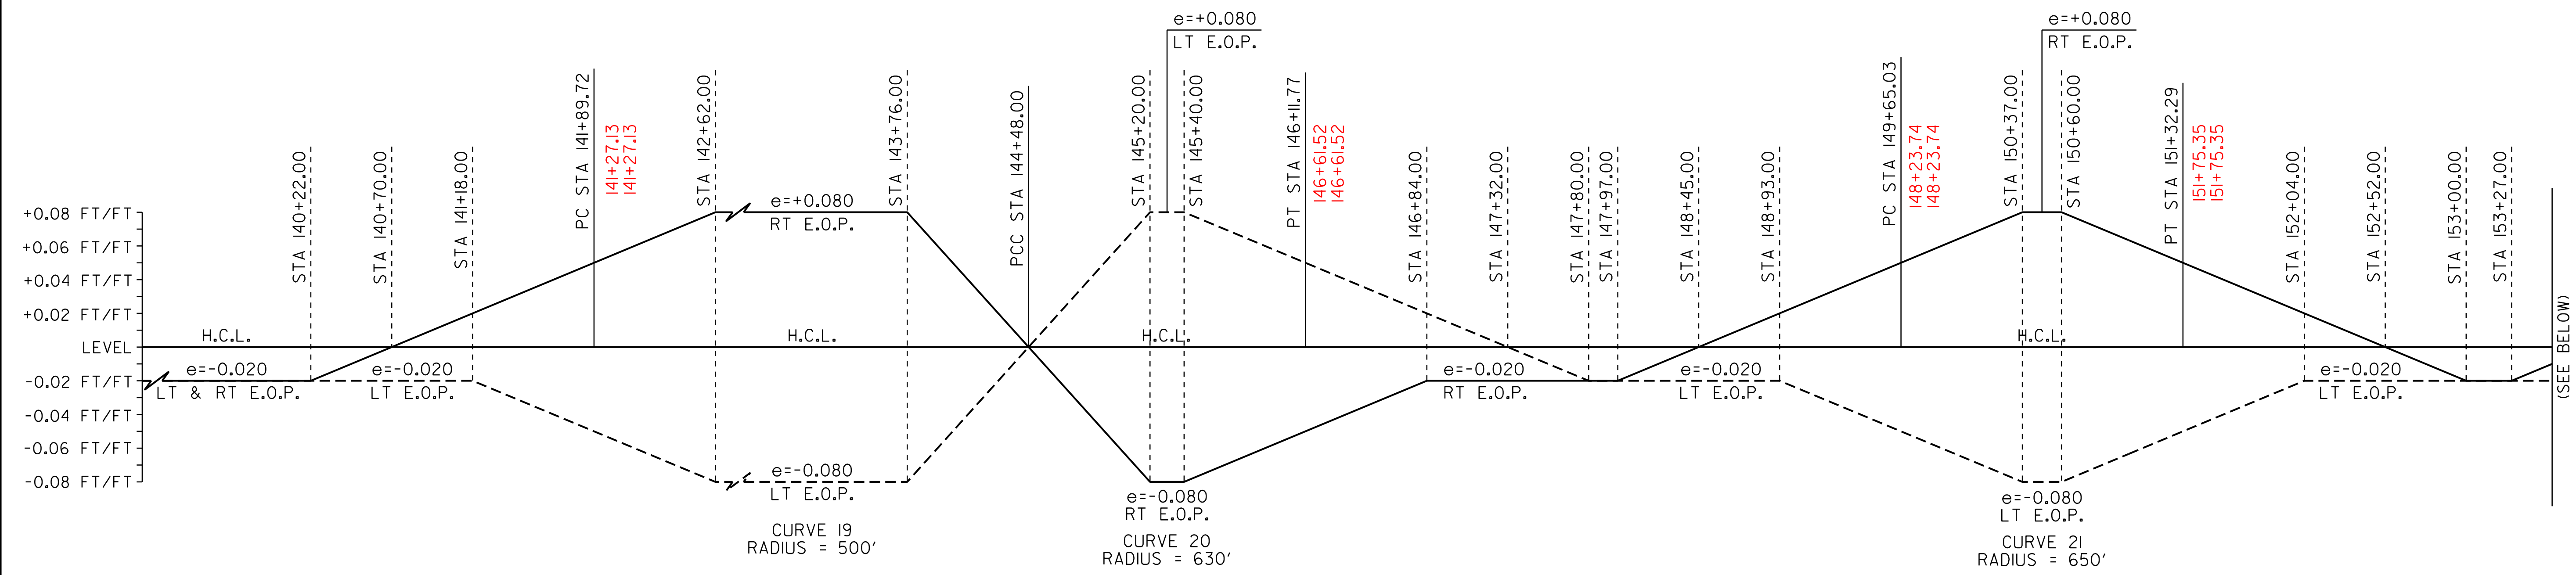 e=+0.080
LT E.O.P.
e=+0.080
RT E.O.P.
STA 140+22.00
STA 140+70.00
STA 141+18.00
PC STA 141+89.72
141+27.13
141+27.13
STA 142+62.00
STA 143+76.00
PCC STA 144+48.00
STA 145+20.00
STA 145+40.00
PT STA 146+11.77
146+61.52
146+61.52
STA 146+84.00
STA 147+32.00
STA 147+80.00
STA 147+97.00
STA 148+45.00
STA 148+93.00
PC STA 149+65.03
148+23.74
148+23.74
STA 150+37.00
STA 150+60.00
PT STA 151+32.29
151+75.35
151+75.35
STA 152+04.00
STA 152+52.00
STA 153+00.00
STA 153+27.00
+0.08 FT/FT
+0.06 FT/FT
+0.04 FT/FT
+0.02 FT/FT
LEVEL
-0.02 FT/FT
-0.04 FT/FT
-0.06 FT/FT
-0.08 FT/FT
e=+0.080
RT E.O.P.
H.C.L.
H.C.L.
H.C.L.
H.C.L.
e=-0.020
LT & RT E.O.P.
e=-0.020
LT E.O.P.
e=-0.020
RT E.O.P.
e=-0.020
LT E.O.P.
e=-0.020
LT E.O.P.
(SEE BELOW)
e=-0.080
LT E.O.P.
e=-0.080
RT E.O.P.
e=-0.080
LT E.O.P.
CURVE 19
RADIUS = 500'
CURVE 20
RADIUS = 630'
CURVE 21
RADIUS = 650'